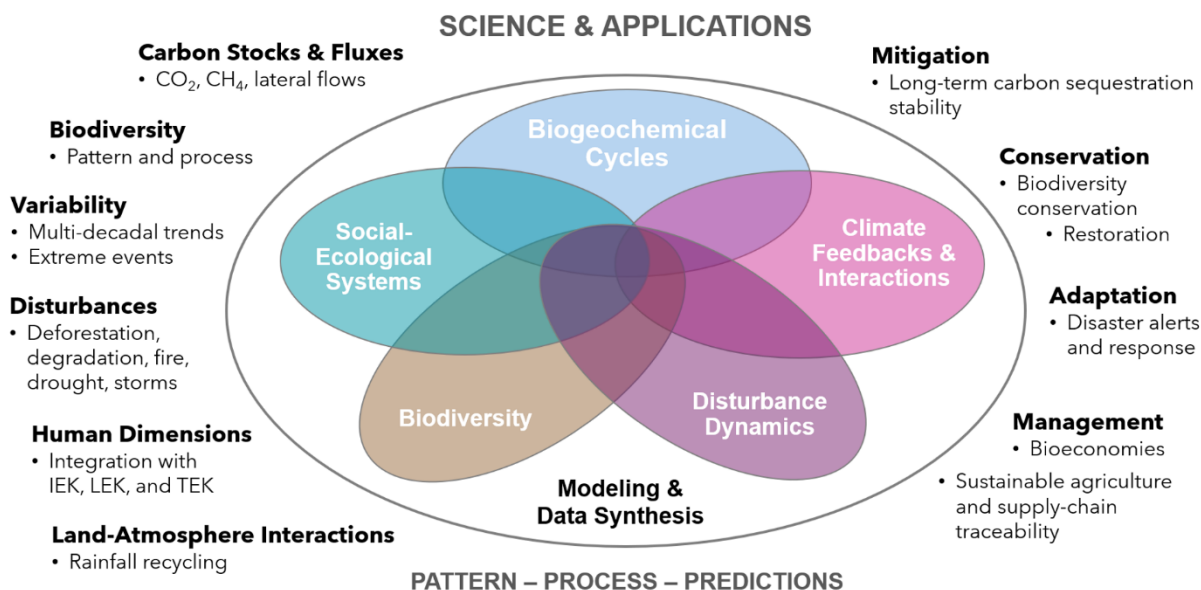 SCIENCE & APPLICATIONS
Carbon Stocks & Fluxes
• CO₂, CH₄, lateral flows
Biodiversity
• Pattern and process
Variability
• Multi-decadal trends
• Extreme events
Disturbances
• Deforestation,
degradation, fire,
drought, storms
Human Dimensions
• Integration with
IEK, LEK, and TEK
Land-Atmosphere Interactions
• Rainfall recycling
Biogeochemical
Cycles
Social-
Ecological
Systems
Climate
Feedbacks &
Interactions
Biodiversity
Disturbance
Dynamics
Modeling &
Data Synthesis
Mitigation
• Long-term carbon sequestration
stability
Conservation
• Biodiversity
conservation
• Restoration
Adaptation
• Disaster alerts
and response
Management
• Bioeconomies
• Sustainable agriculture
and supply-chain
traceability
PATTERN – PROCESS – PREDICTIONS